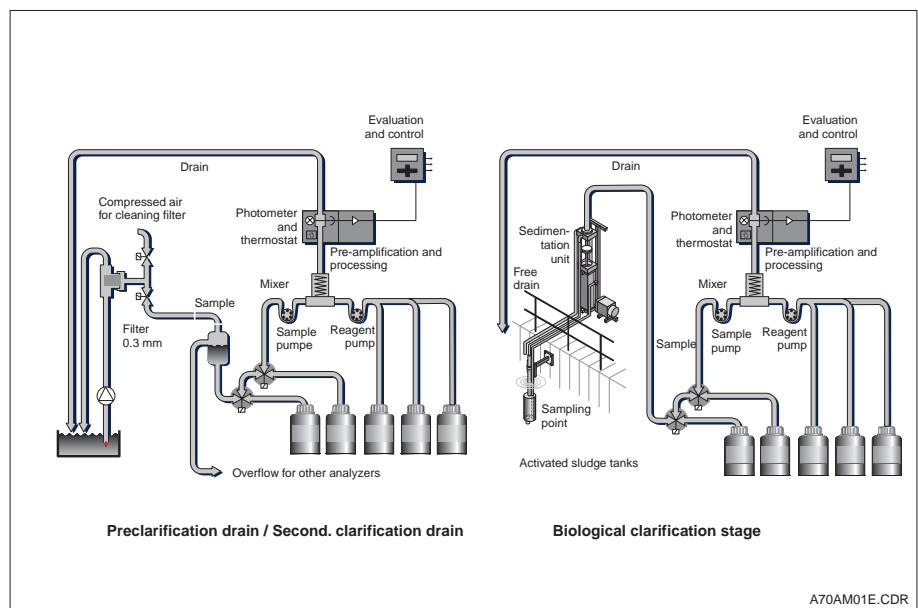 Evaluation
and control
Drain
Compressed air
for cleaning filter
Photometer
and
thermostat
Pre-amplification and
processing
Mixer
Sample
Filter
0.3 mm
Sample
pumpe
Reagent
pump
Overflow for other analyzers
Preclarification drain / Second. clarification drain
Evaluation
and control
Drain
Photometer
and
thermostat
Sedimen-
tation
unit
Pre-amplification and
processing
Free
drain
Mixer
Sample
Sample
pump
Reagent
pump
Sampling
point
Activated sludge tanks
Biological clarification stage
A70AM01E.CDR